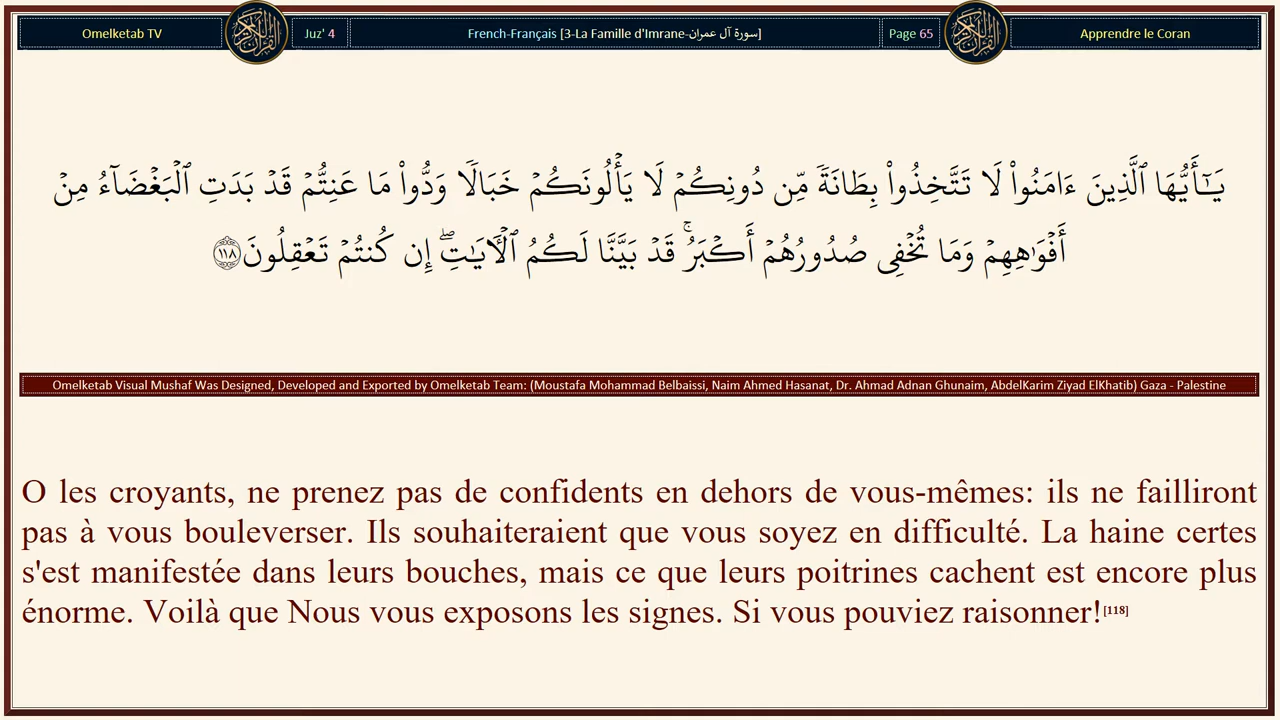 Omelketab TV
Juz' 4
French-Français [3-La Famille d'Imrane-سورة آل عمران]
Page 65
Apprendre le Coran
يَـٰٓأَيُّهَا ٱلَّذِينَ ءَامَنُوا۟ لَا تَتَّخِذُوا۟ بِطَانَةً مِّن دُونِكُمْ لَا يَأْلُونَكُمْ خَبَالًا وَدُّوا۟ مَا عَنِتُّمْ قَدْ بَدَتِ ٱلْبَغْضَآءُ مِنْ
أَفْوَٰهِهِمْ وَمَا تُخْفِى صُدُورُهُمْ أَكْبَرُ ۚ قَدْ بَيَّنَّا لَكُمُ ٱلْـَٔايَـٰتِ ۖ إِن كُنتُمْ تَعْقِلُونَ ١١٨
Omelketab Visual Mushaf Was Designed, Developed and Exported by Omelketab Team: (Moustafa Mohammad Belbaissi, Naim Ahmed Hasanat, Dr. Ahmad Adnan Ghunaim, AbdelKarim Ziyad ElKhatib) Gaza - Palestine
O les croyants, ne prenez pas de confidents en dehors de vous-mêmes: ils ne failliront
pas à vous bouleverser. Ils souhaiteraient que vous soyez en difficulté. La haine certes
s'est manifestée dans leurs bouches, mais ce que leurs poitrines cachent est encore plus
énorme. Voilà que Nous vous exposons les signes. Si vous pouviez raisonner![118]